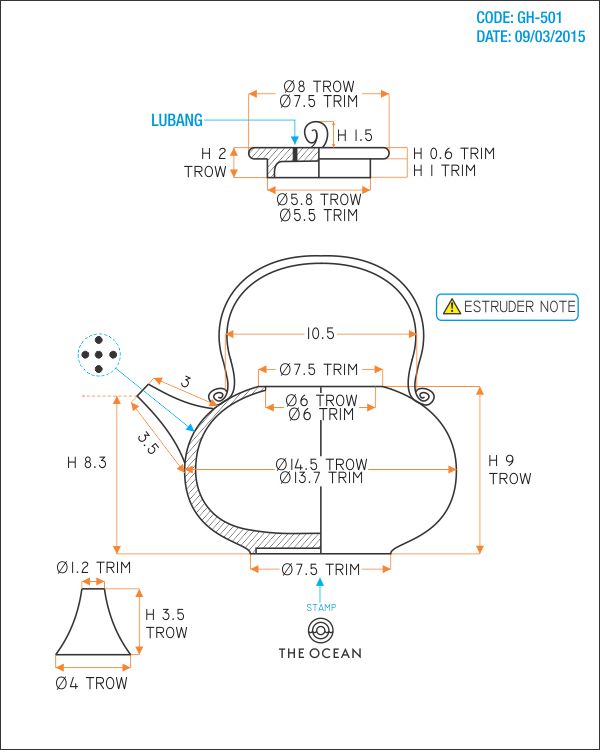 CODE: GH-501
DATE: 09/03/2015
Ø8 TROW
Ø7.5 TRIM
LUBANG
H 1.5
H 2
TROW
H 0.6 TRIM
H 1 TRIM
Ø5.8 TROW
Ø5.5 TRIM
ESTRUDER NOTE
10.5
Ø7.5 TRIM
3
Ø6 TROW
Ø6 TRIM
3.5
H 8.3
Ø14.5 TROW
Ø13.7 TRIM
H 9
TROW
Ø7.5 TRIM
Ø1.2 TRIM
H 3.5
TROW
Ø4 TROW
STAMP
THE OCEAN